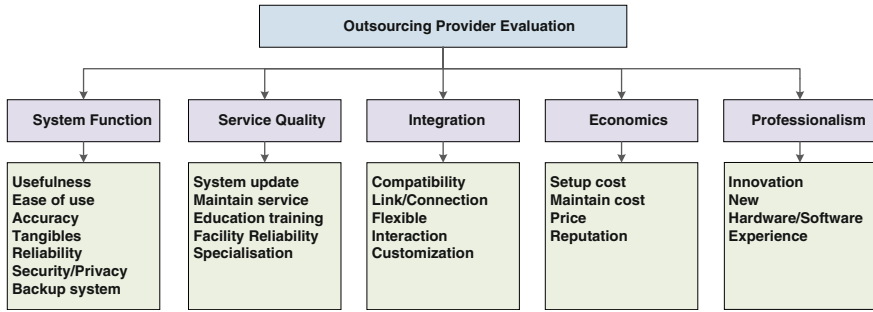 Outsourcing Provider Evaluation
System Function
Usefulness
Ease of use
Accuracy
Tangibles
Reliability
Security/Privacy
Backup system
Service Quality
System update
Maintain service
Education training
Facility Reliability
Specialisation
Integration
Compatibility
Link/Connection
Flexible
Interaction
Customization
Economics
Setup cost
Maintain cost
Price
Reputation
Professionalism
Innovation
New
Hardware/Software
Experience